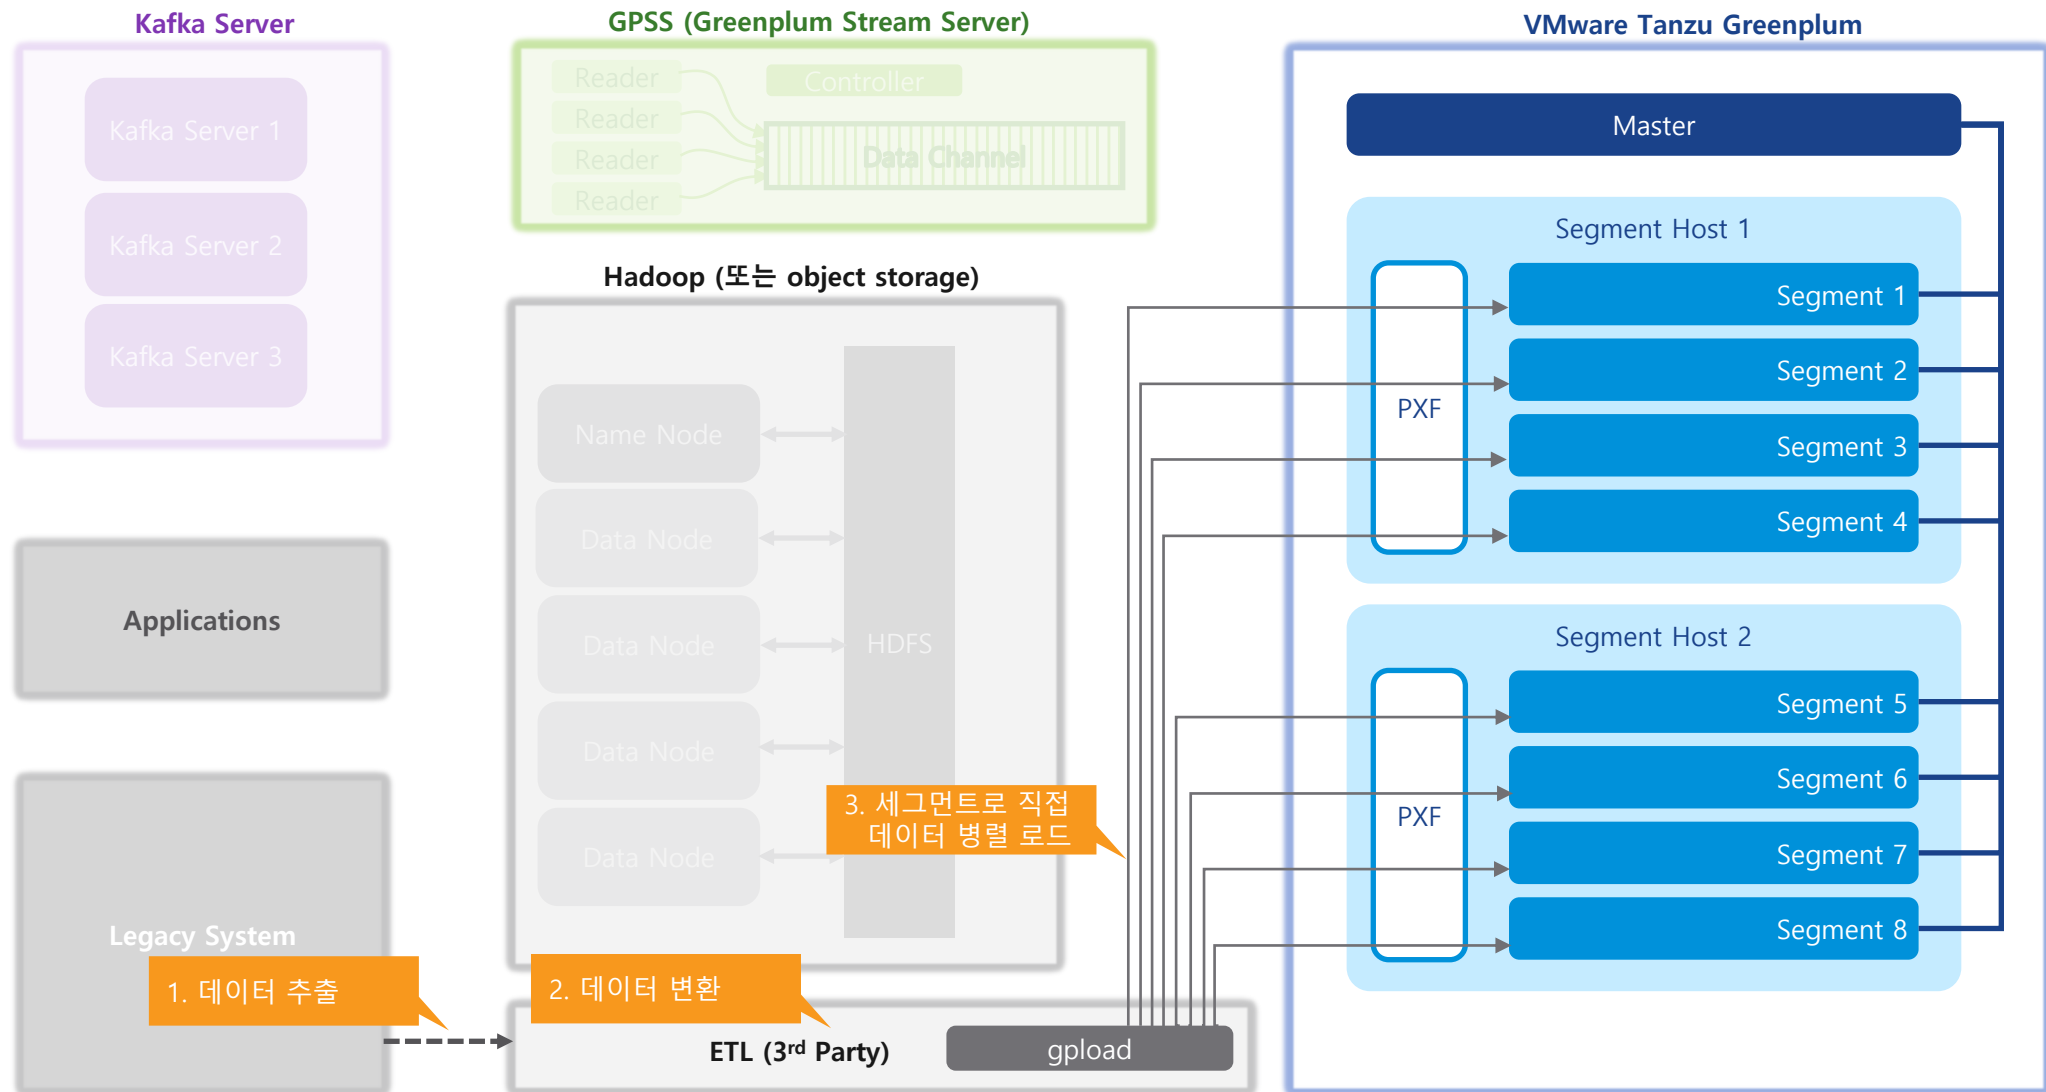 Kafka Server
Kafka Server 1
Kafka Server 2
Kafka Server 3
Applications
Legacy System
1. 데이터 추출
GPSS (Greenplum Stream Server)
Reader
Reader
Reader
Reader
Controller
Data Channel
Hadoop (또는 object storage)
Name Node
Data Node
Data Node
Data Node
Data Node
HDFS
3. 세그먼트로 직접
데이터 병렬 로드
2. 데이터 변환
ETL (3rd Party)
gpload
VMware Tanzu Greenplum
Master
Segment Host 1
PXF
Segment 1
Segment 2
Segment 3
Segment 4
Segment Host 2
PXF
Segment 5
Segment 6
Segment 7
Segment 8